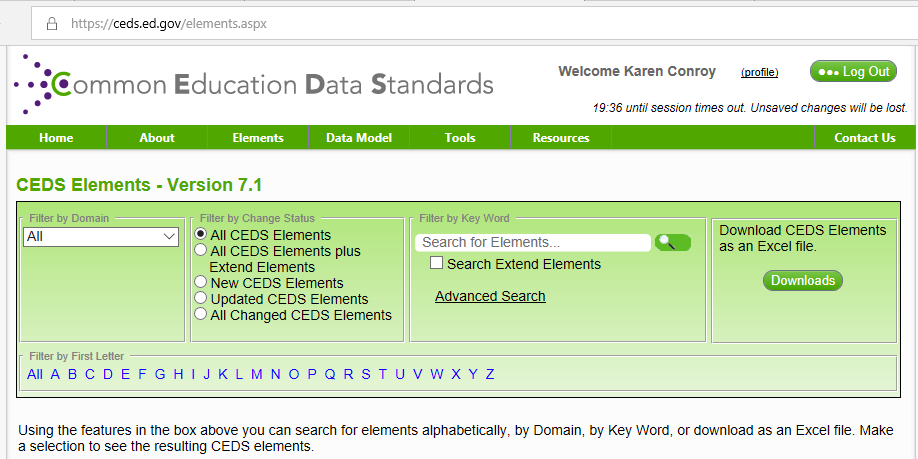 https://ceds.ed.gov/elements.aspx
Common Education Data Standards
Welcome Karen Conroy (profile) Log Out
19:36 until session times out. Unsaved changes will be lost.
Home About Elements Data Model Tools Resources Contact Us
CEDS Elements - Version 7.1
Filter by Domain
All
Filter by Change Status
All CEDS Elements
All CEDS Elements plus
Extend Elements
New CEDS Elements
Updated CEDS Elements
All Changed CEDS Elements
Filter by Key Word
Search for Elements...
Search Extend Elements
Advanced Search
Download CEDS Elements
as an Excel file.
Downloads
Filter by First Letter
All A B C D E F G H I J K L M N O P Q R S T U V W X Y Z
Using the features in the box above you can search for elements alphabetically, by Domain, by Key Word, or download as an Excel file. Make
a selection to see the resulting CEDS elements.